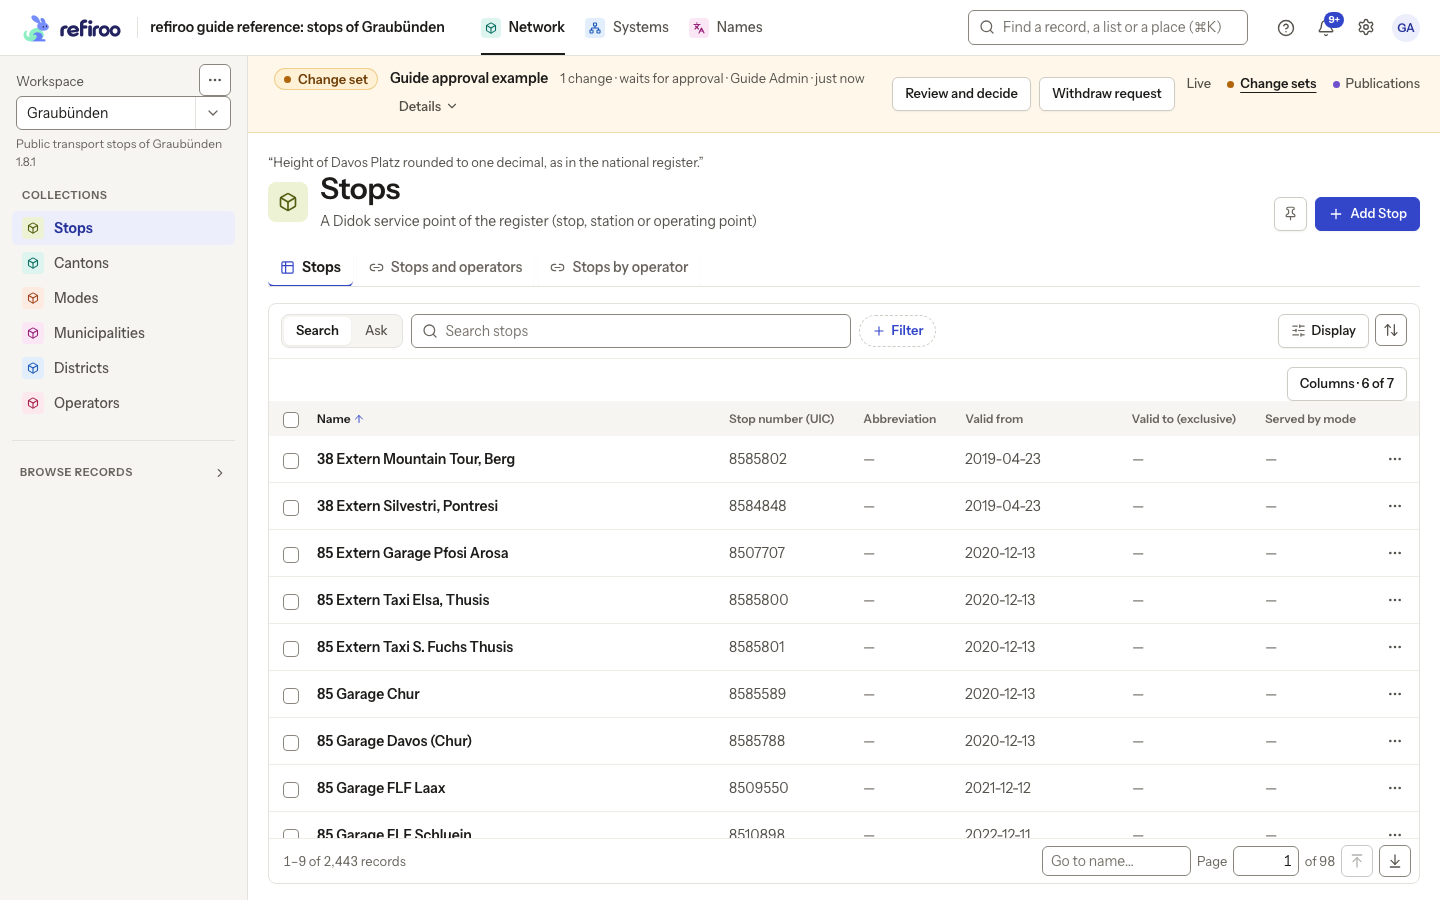 refiroo
refiroo guide reference: stops of Graubünden
Network
Systems
Names
Find a record, a list or a place (⌘K)
9+
GA
Workspace
Graubünden
Public transport stops of Graubünden
1.8.1
COLLECTIONS
Stops
Cantons
Modes
Municipalities
Districts
Operators
BROWSE RECORDS
Change set
Guide approval example
1 change · waits for approval · Guide Admin · just now
Details
Review and decide
Withdraw request
Live
Change sets
Publications
“Height of Davos Platz rounded to one decimal, as in the national register.”
Stops
A Didok service point of the register (stop, station or operating point)
Add Stop
Stops
Stops and operators
Stops by operator
Search
Ask
Search stops
Filter
Display
Columns · 6 of 7
Name ↑ Stop number (UIC) Abbreviation Valid from Valid to (exclusive) Served by mode
38 Extern Mountain Tour, Berg 8585802 — 2019-04-23 — — ···
38 Extern Silvestri, Pontresi 8584848 — 2019-04-23 — — ···
85 Extern Garage Pfosi Arosa 8507707 — 2020-12-13 — — ···
85 Extern Taxi Elsa, Thusis 8585800 — 2020-12-13 — — ···
85 Extern Taxi S. Fuchs Thusis 8585801 — 2020-12-13 — — ···
85 Garage Chur 8585589 — 2020-12-13 — — ···
85 Garage Davos (Chur) 8585788 — 2020-12-13 — — ···
85 Garage FLF Laax 8509550 — 2021-12-12 — — ···
85 Garage FLF Schluein 8510898 — 2022-12-11 — — ···
1–9 of 2,443 records
Go to name...
Page
1
of 98